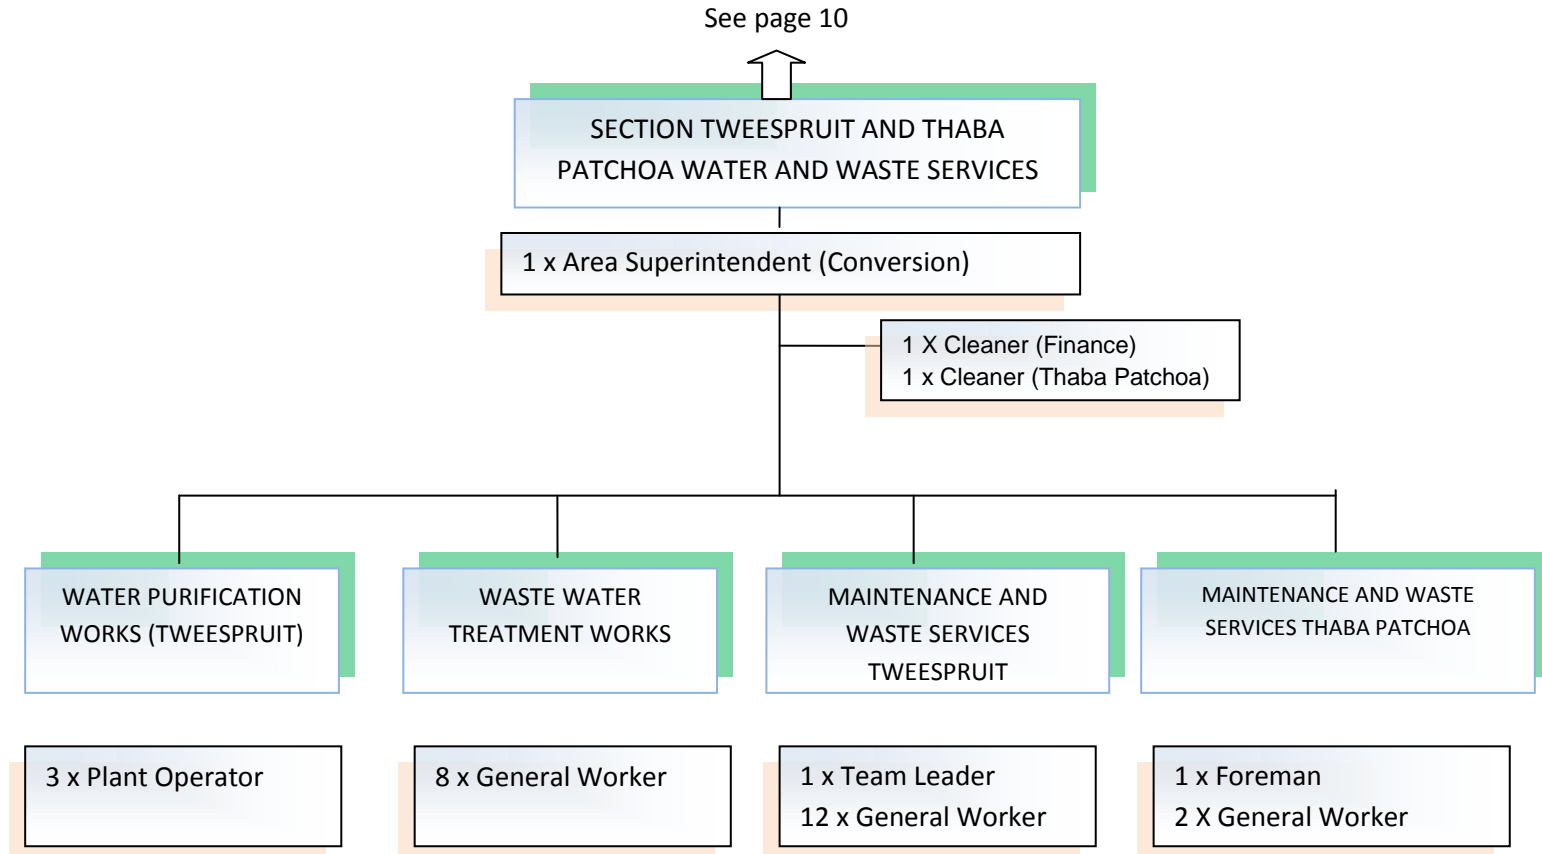 See page 10
SECTION TWEESPRUIT AND THABA
PATCHOA WATER AND WASTE SERVICES
1 x Area Superintendent (Conversion)
1 X Cleaner (Finance)
1 x Cleaner (Thaba Patchoa)
WATER PURIFICATION
WORKS (TWEESPRUIT)
WASTE WATER
TREATMENT WORKS
MAINTENANCE AND
WASTE SERVICES
TWEESPRUIT
MAINTENANCE AND WASTE
SERVICES THABA PATCHOA
3 x Plant Operator
8 x General Worker
1 x Team Leader
12 x General Worker
1 x Foreman
2 X General Worker